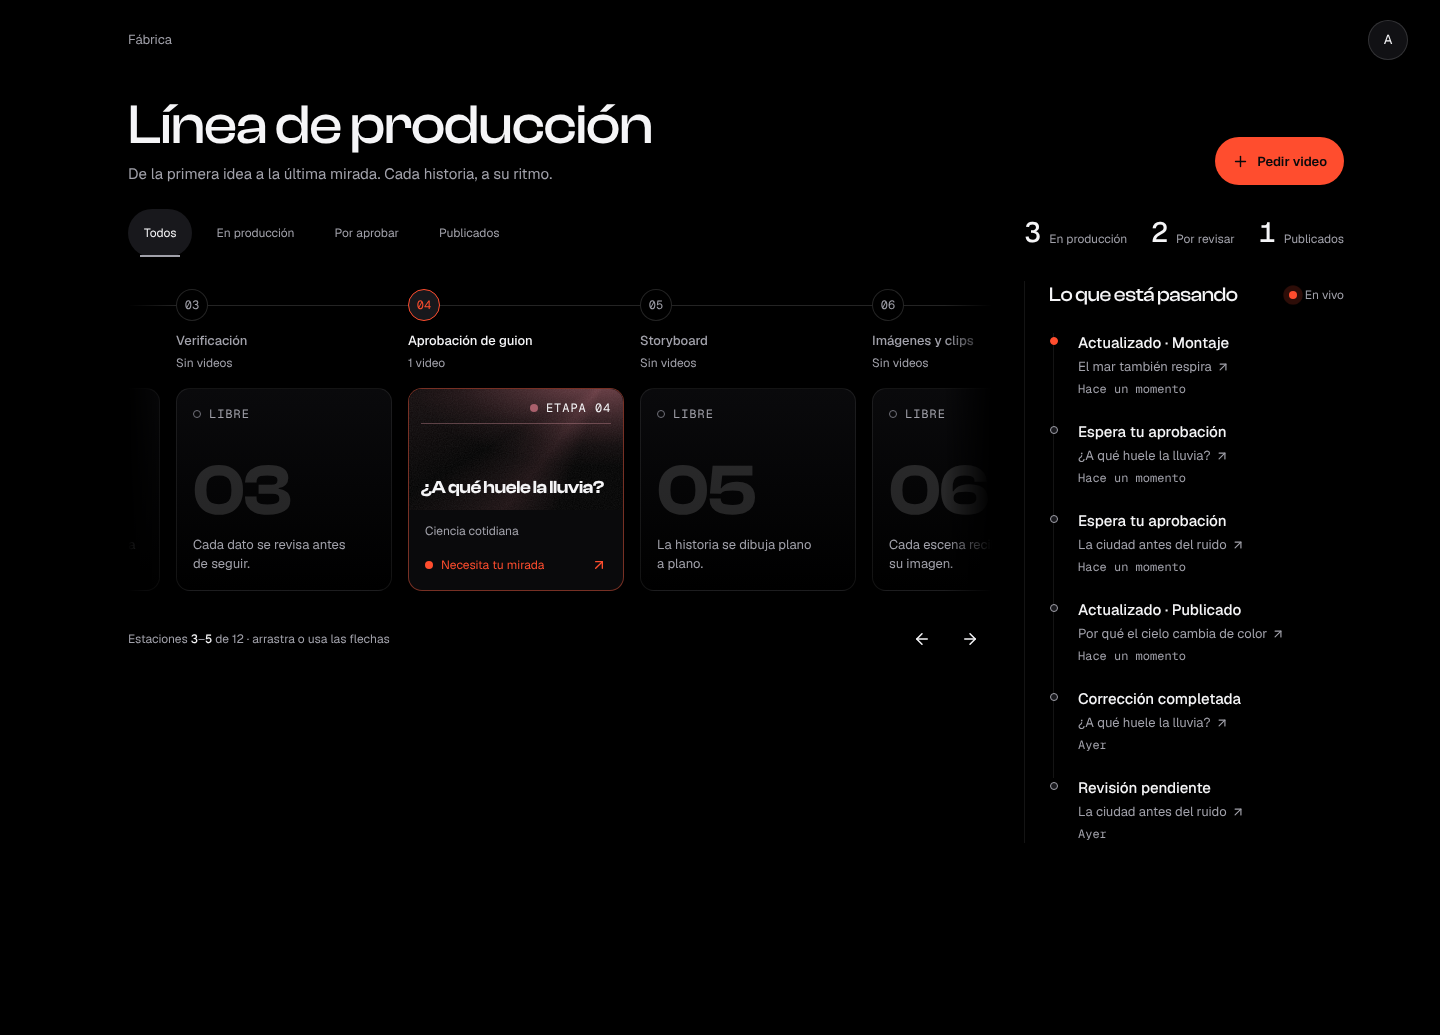 Fábrica
A
Línea de producción
De la primera idea a la última mirada. Cada historia, a su ritmo.
Pedir video
Todos
En producción
Por aprobar
Publicados
3 En producción
2 Por revisar
1 Publicados
03
Verificación
Sin videos
LIBRE
03
Cada dato se revisa antes
de seguir.
04
Aprobación de guion
1 video
ETAPA 04
¿A qué huele la lluvia?
Ciencia cotidiana
Necesita tu mirada
05
Storyboard
Sin videos
LIBRE
05
La historia se dibuja plano
a plano.
06
Imágenes y clips
Sin videos
LIBRE
06
Cada escena
su imagen.
Estaciones 3–5 de 12 · arrastra o usa las flechas
Lo que está pasando
En vivo
Actualizado · Montaje
El mar también respira
Hace un momento
Espera tu aprobación
¿A qué huele la lluvia?
Hace un momento
Espera tu aprobación
La ciudad antes del ruido
Hace un momento
Actualizado · Publicado
Por qué el cielo cambia de color
Hace un momento
Corrección completada
¿A qué huele la lluvia?
Ayer
Revisión pendiente
La ciudad antes del ruido
Ayer